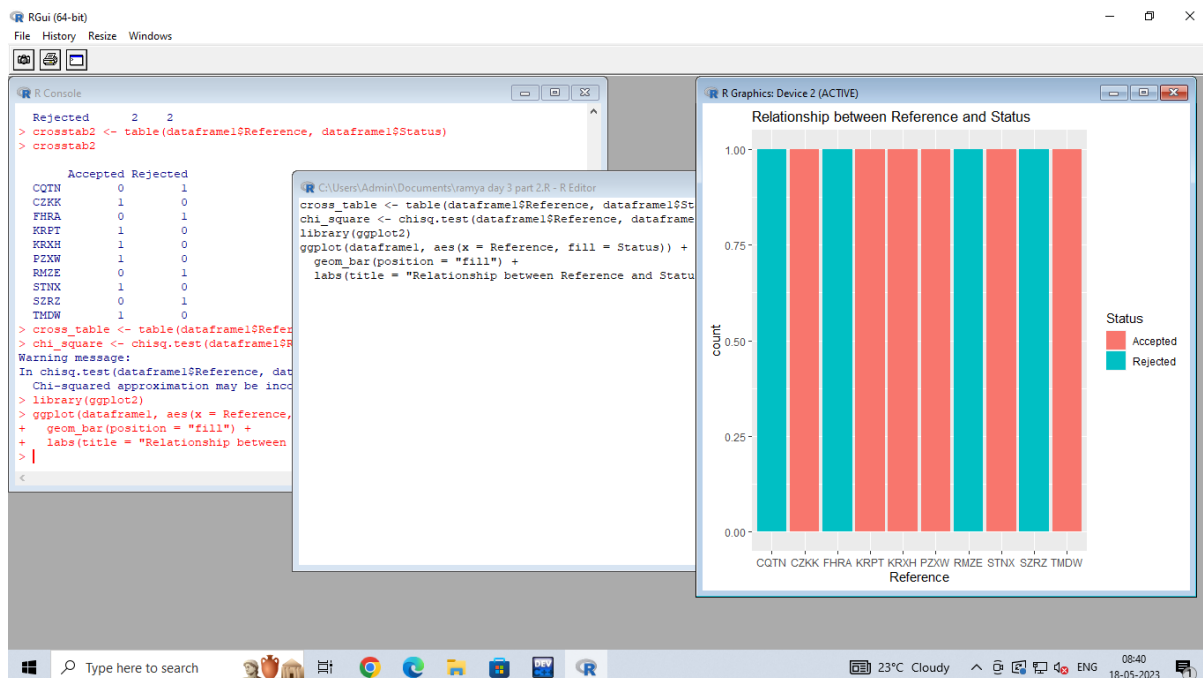 RGui (64-bit)
File History Resize Windows
R Console
Rejected 2 2
> crosstab2 <- table(dataframe1$Reference, dataframe1$Status)
> crosstab2
Accepted Rejected
CQTN 0 1
CZKK 1 0
FHRA 0 1
KRPT 1 0
KRXH 1 0
PZXW 1 0
RMZE 0 1
STNX 1 0
SZRZ 0 1
TMDW 1 0
> cross_table <- table(dataframe1$Refer
> chi_square <- chisq.test(dataframe1$R
Warning message:
In chisq.test(dataframe1$Reference, dat
Chi-squared approximation may be inco
> library(ggplot2)
> ggplot(dataframe1, aes(x = Reference,
+ geom_bar(position = "fill") +
+ labs(title = "Relationship between
>
C:\Users\Admin\Documents\ramya day 3 part 2.R - R Editor
cross_table <- table(dataframe1$Reference, dataframe1$St
chi_square <- chisq.test(dataframe1$Reference, dataframe
library(ggplot2)
ggplot(dataframe1, aes(x = Reference, fill = Status)) +
geom_bar(position = "fill") +
labs(title = "Relationship between Reference and Statu
R Graphics: Device 2 (ACTIVE)
Relationship between Reference and Status
1.00
0.75
0.50
0.25
0.00
count
CQTN CZKK FHRA KRPT KRXH PZXW RMZE STNX SZRZ TMDW
Reference
Status
Accepted
Rejected
Type here to search
DEV
23°C Cloudy
ENG
08:40
18-05-2023
1